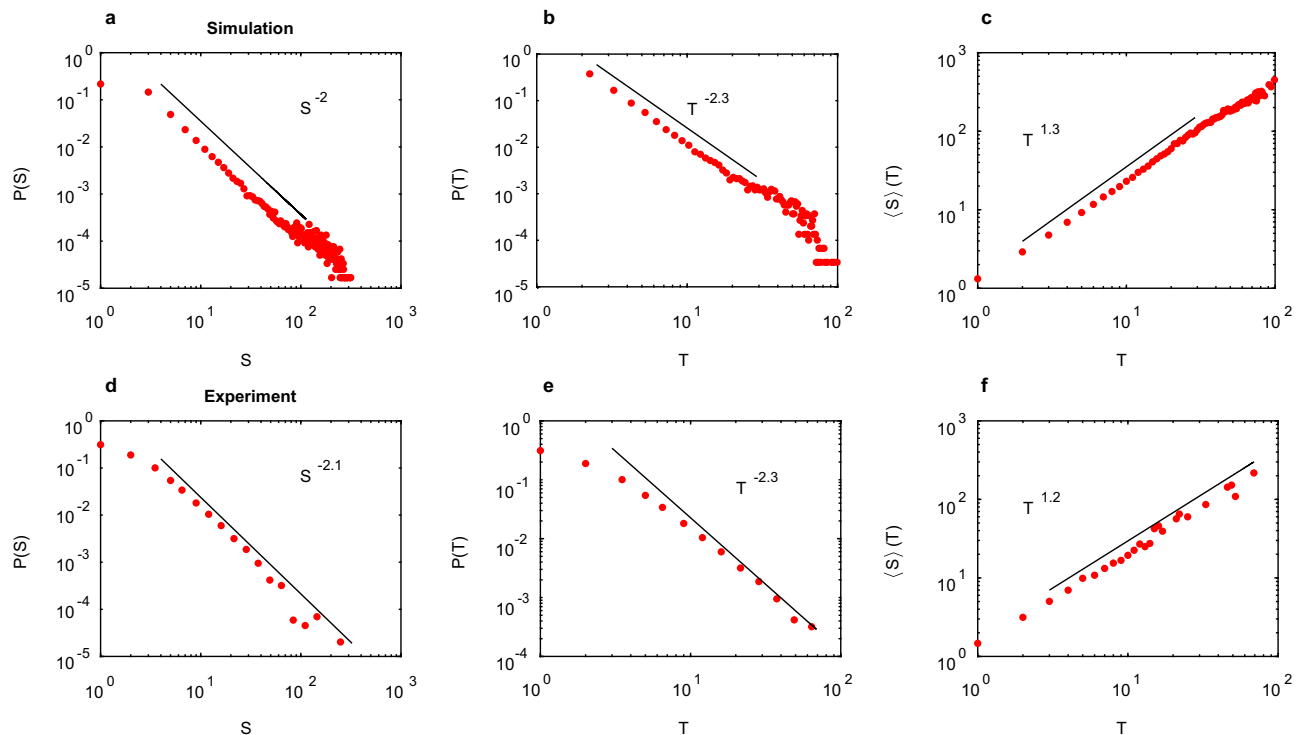 a
Simulation
10^0
10^-1
10^-2
10^-3
10^-4
10^-5
P(S)
S^-2
10^0 10^1 10^2 10^3
S
b
10^0
10^-1
10^-2
10^-3
10^-4
10^-5
P(T)
T^-2.3
10^0 10^1 10^2
T
c
10^3
10^2
10^1
10^0
⟨S⟩(T)
T^1.3
10^0 10^1 10^2
T
d
Experiment
10^0
10^-1
10^-2
10^-3
10^-4
10^-5
P(S)
S^-2.1
10^0 10^1 10^2 10^3
S
e
10^0
10^-1
10^-2
10^-3
10^-4
P(T)
T^-2.3
10^0 10^1 10^2
T
f
10^3
10^2
10^1
10^0
⟨S⟩(T)
T^1.2
10^0 10^1 10^2
T